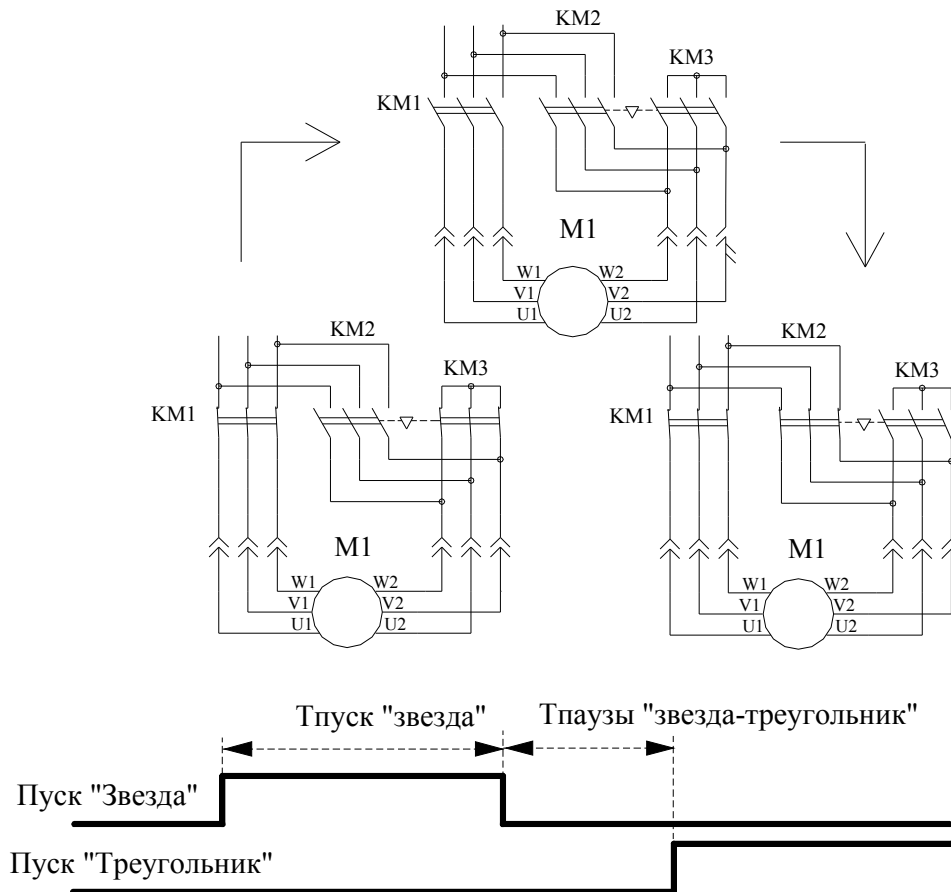 KM2
KM3
KM1
M1
W1 W2
V1 V2
U1 U2
KM2
KM3
KM1
M1
W1 W2
V1 V2
U1 U2
KM2
KM3
KM1
M1
W1 W2
V1 V2
U1 U2
Тпуск "звезда"
Тпаузы "звезда-треугольник"
Пуск "Звезда"
Пуск "Треугольник"